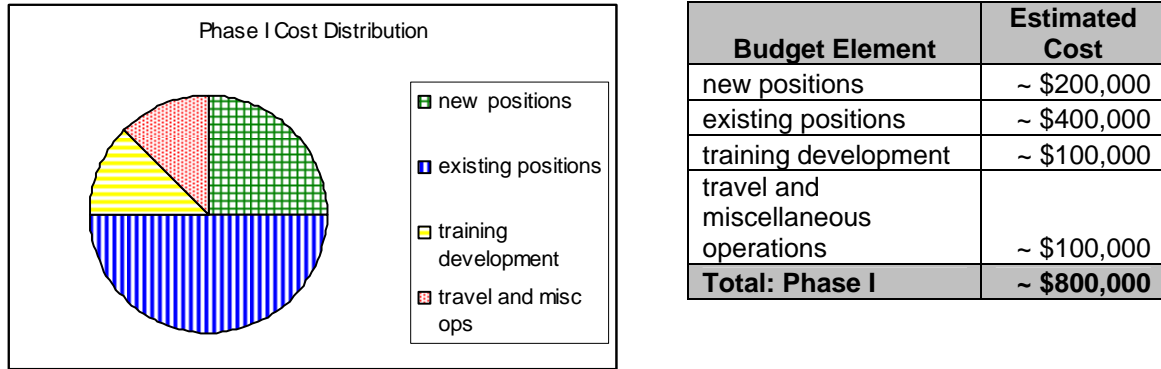 Phase I Cost Distribution
new positions
existing positions
training
development
travel and misc
ops
Budget Element
Estimated
Cost
new positions
~ $200,000
existing positions
~ $400,000
training development
~ $100,000
travel and
miscellaneous
operations
~ $100,000
Total: Phase I
~ $800,000